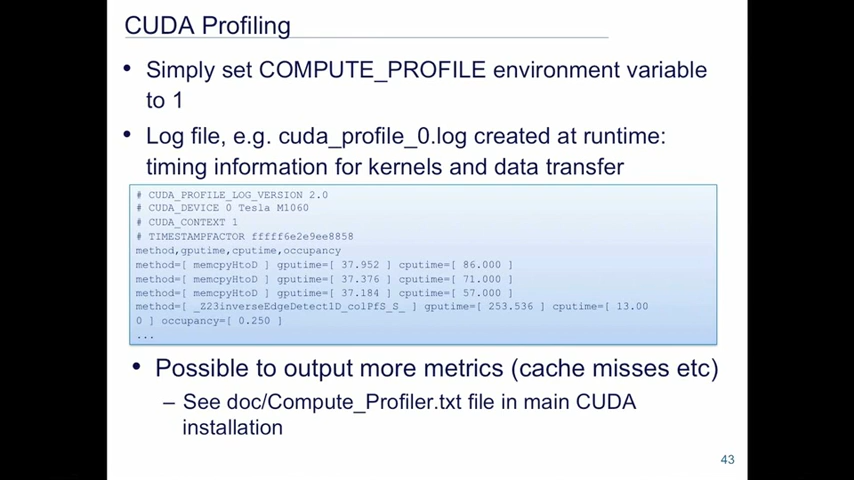 CUDA Profiling
• Simply set COMPUTE_PROFILE environment variable
to 1
• Log file, e.g. cuda_profile_0.log created at runtime:
timing information for kernels and data transfer
# CUDA_PROFILE_LOG_VERSION 2.0
# CUDA_DEVICE 0 Tesla M1060
# CUDA_CONTEXT 1
# TIMESTAMPFACTOR fffff6e2e9ee8858
method,gputime,cputime,occupancy
method=[ memcpyHtoD ] gputime=[ 37.952 ] cputime=[ 86.000 ]
method=[ memcpyHtoD ] gputime=[ 37.376 ] cputime=[ 71.000 ]
method=[ memcpyHtoD ] gputime=[ 37.184 ] cputime=[ 57.000 ]
method=[ _Z23inverseEdgeDetect1D_colPfS_S_ ] gputime=[ 253.536 ] cputime=[ 13.00
0 ] occupancy=[ 0.250 ]
...
• Possible to output more metrics (cache misses etc)
– See doc/Compute_Profiler.txt file in main CUDA
installation
43